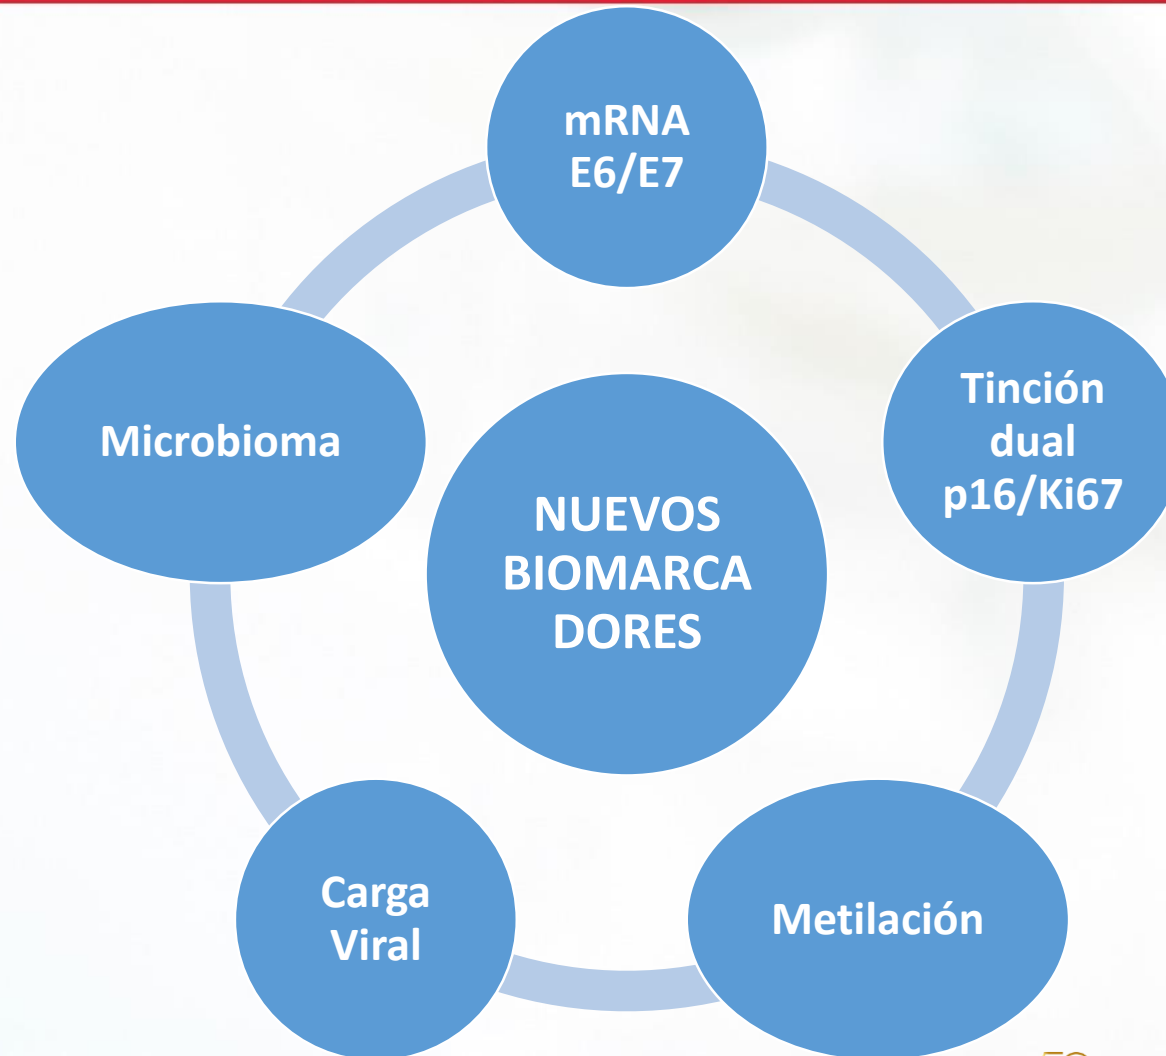 mRNA
E6/E7
Tinción
dual
p16/Ki67
Metilación
Carga
Viral
Microbioma
NUEVOS
BIOMARCA
DORES